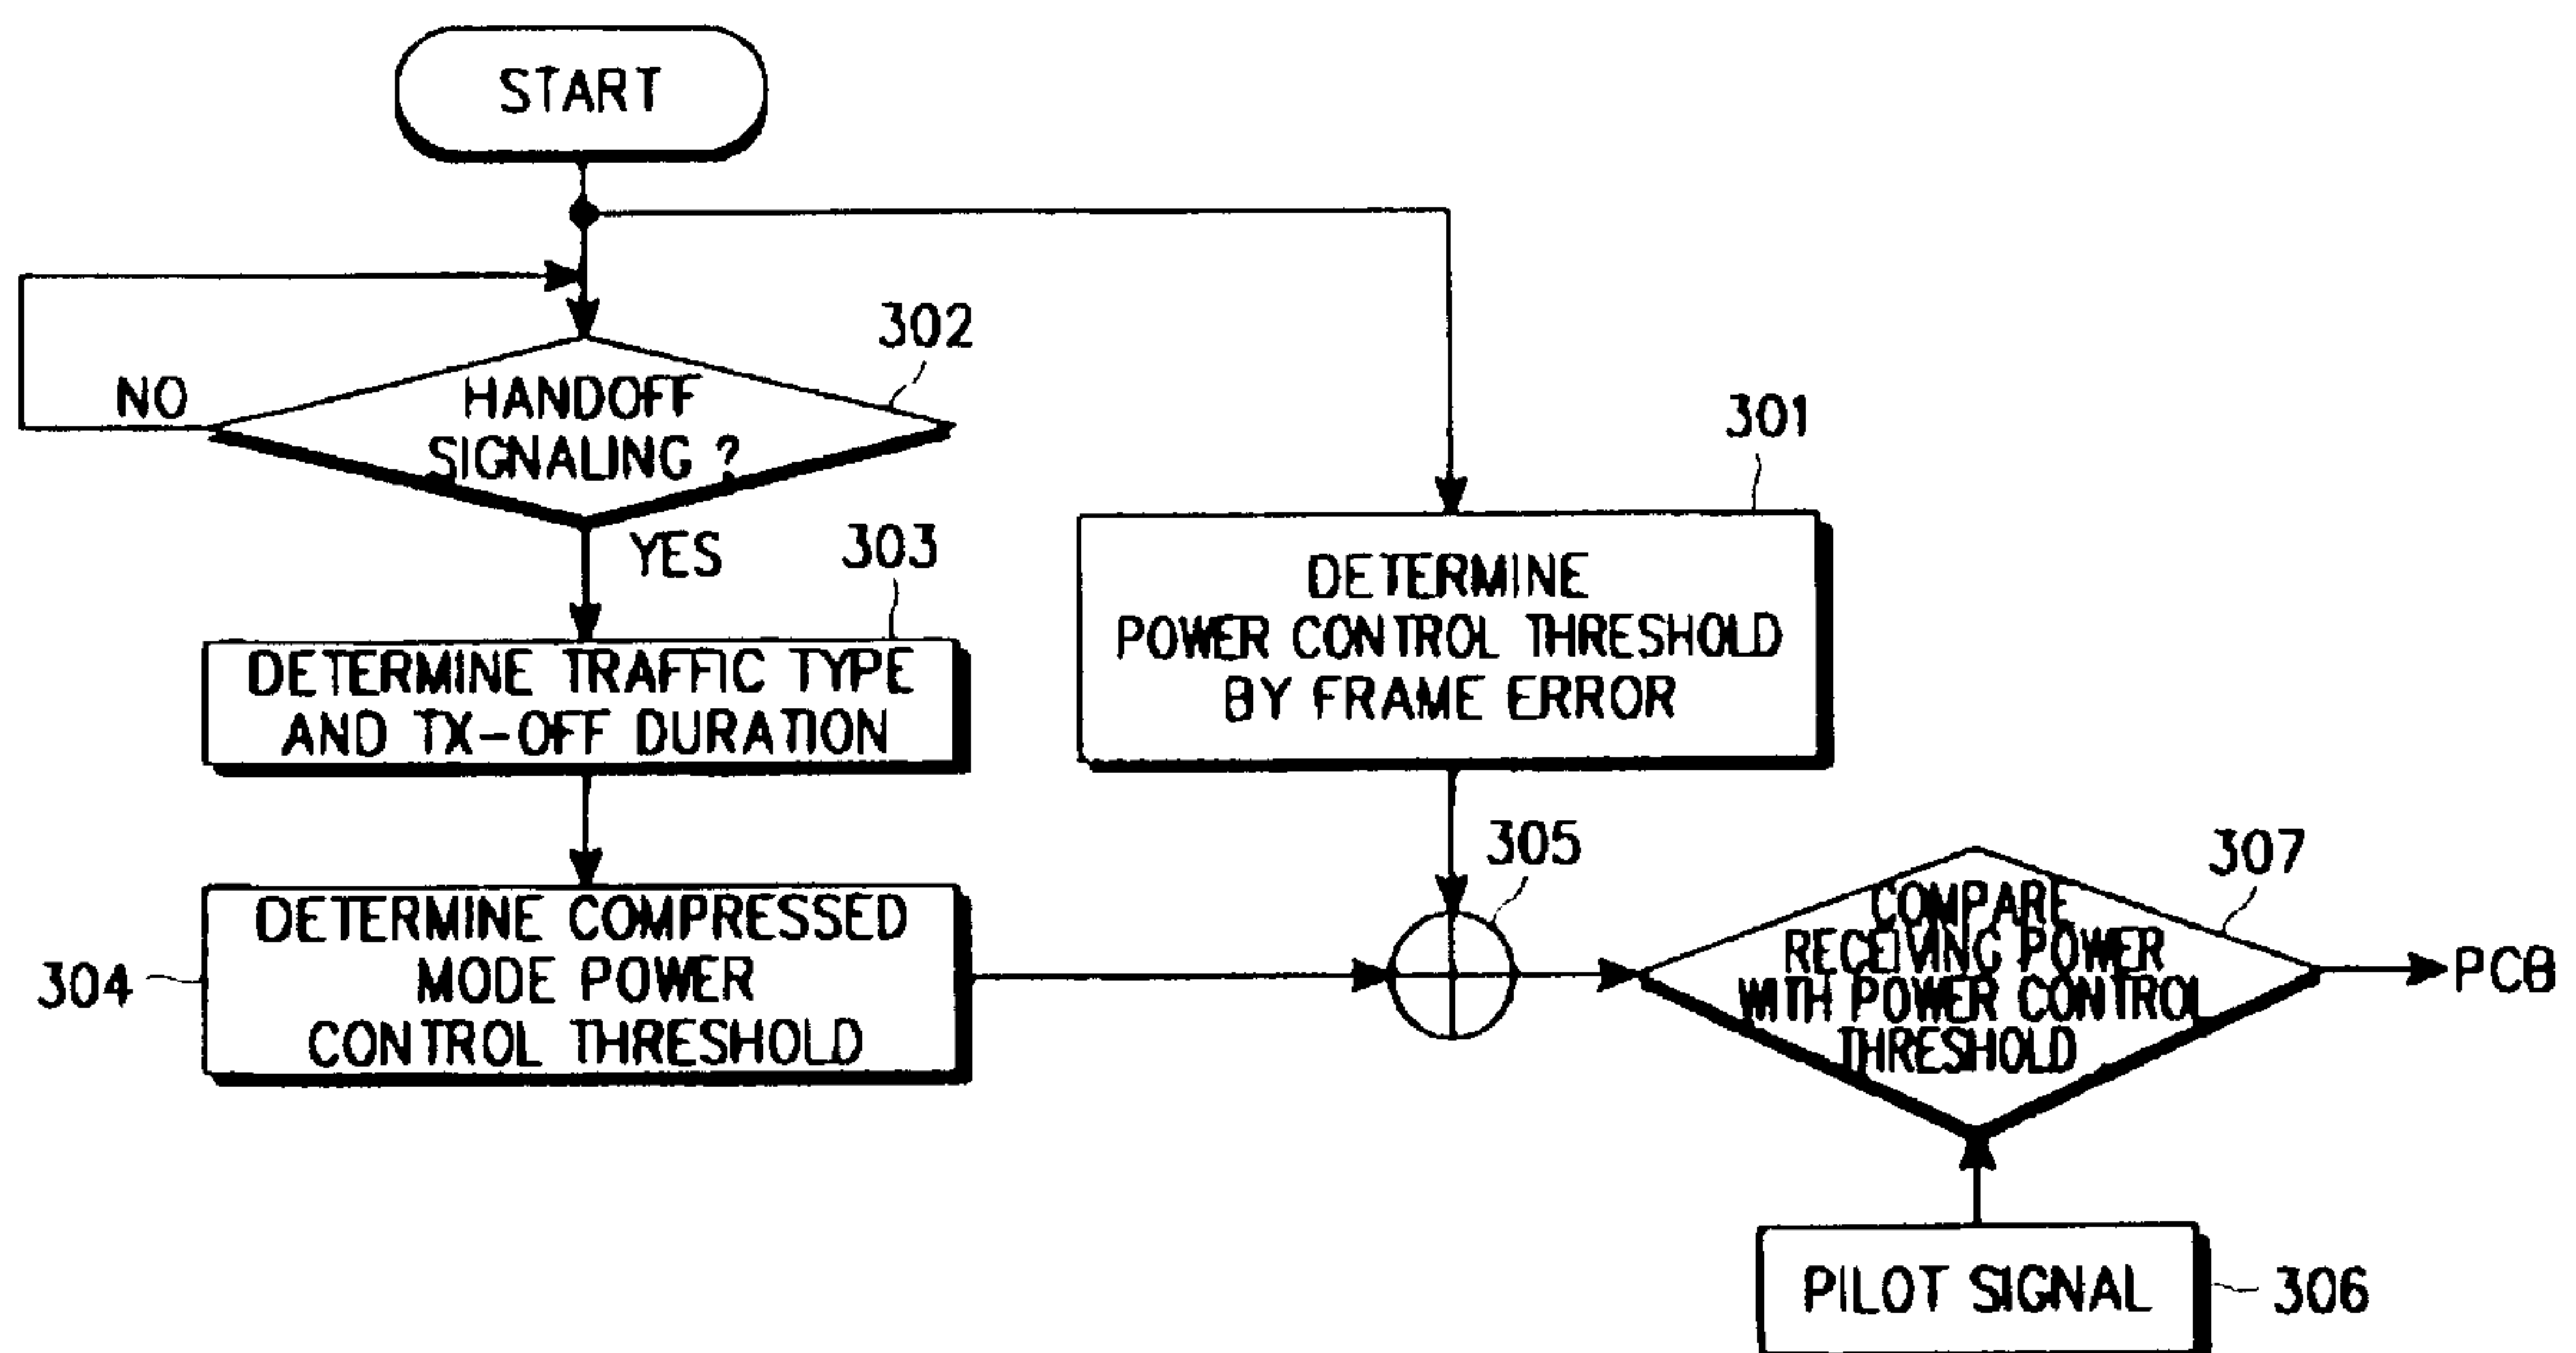 START
302
NO
HANDOFF
SIGNALING ?
301
YES
303
DETERMINE
POWER CONTROL THRESHOLD
BY FRAME ERROR
DETERMINE TRAFFIC TYPE
AND TX-OFF DURATION
305
307
304
DETERMINE COMPRESSED
MODE POWER
CONTROL THRESHOLD
COMPARE
RECEIVING POWER
WITH POWER CONTROL
THRESHOLD
PCB
PILOT SIGNAL
306